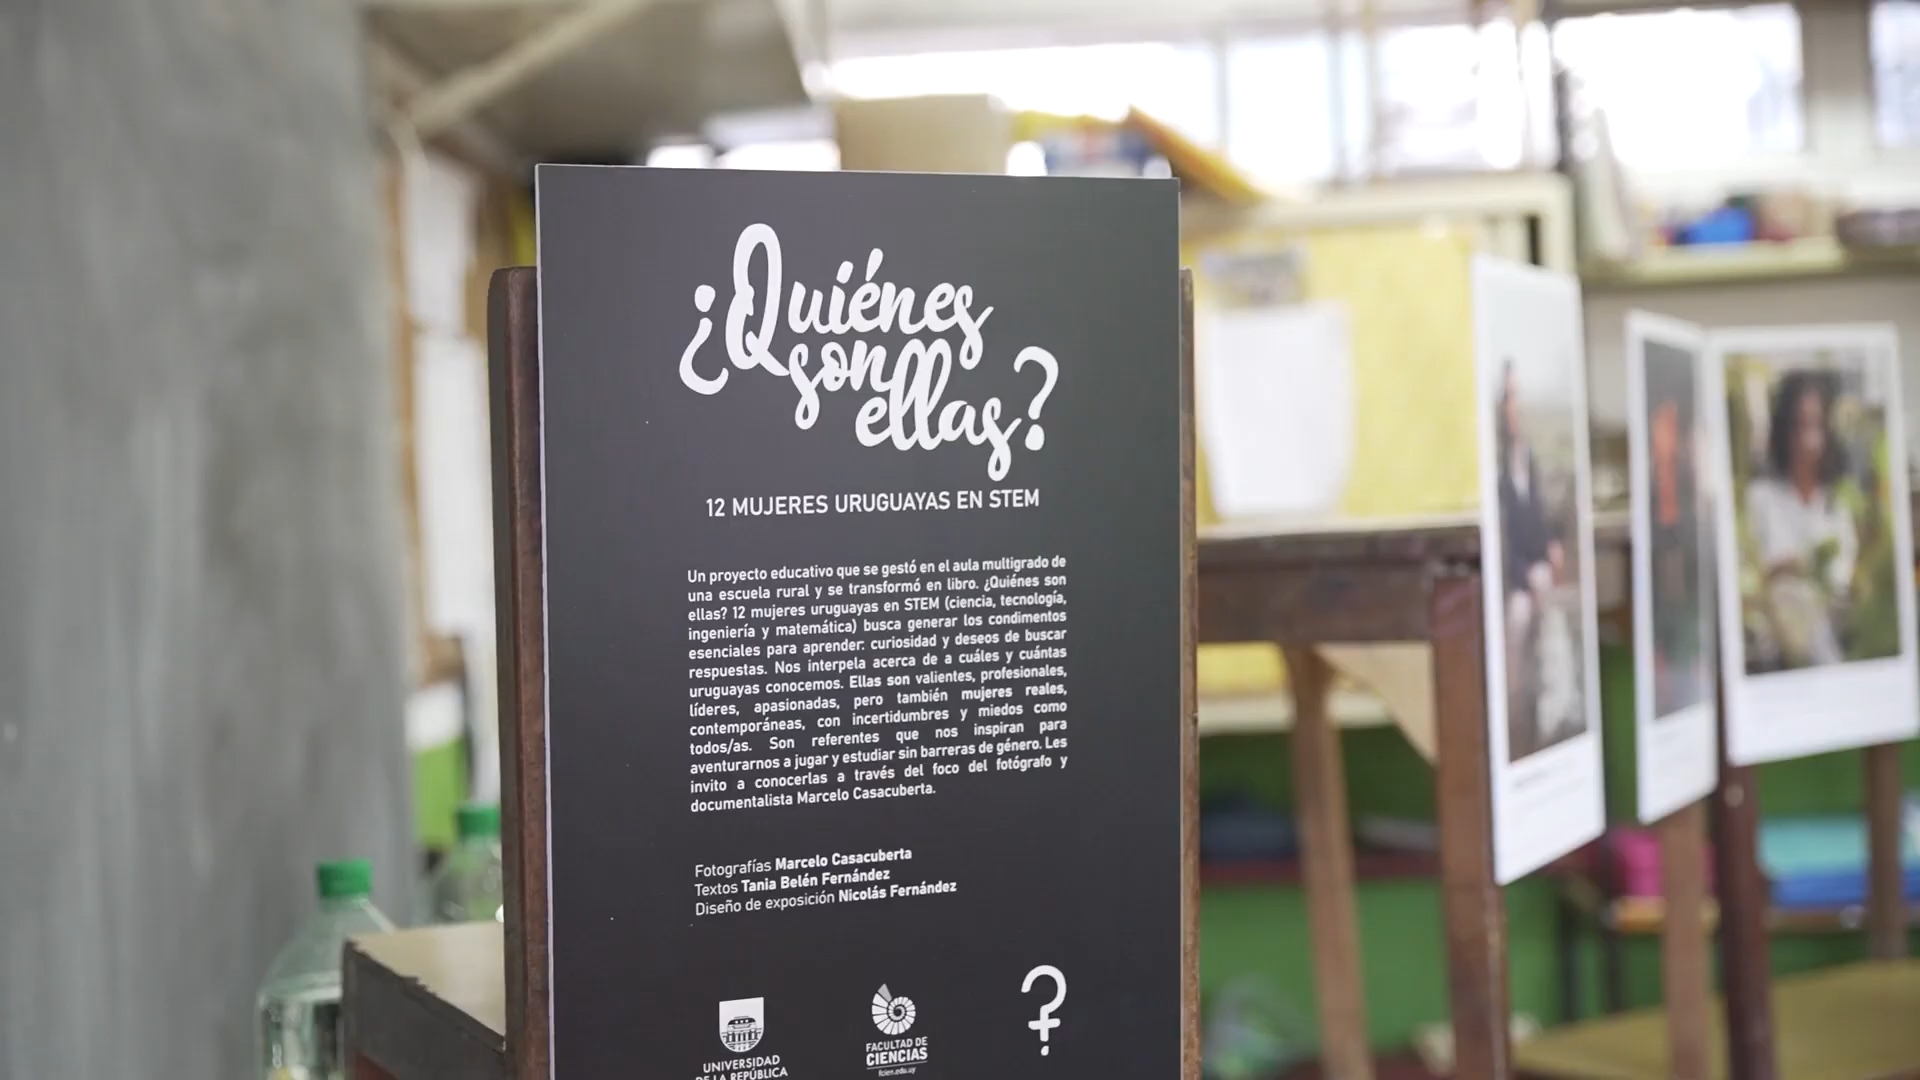 ¿Quiénes
son
ellas?
12 MUJERES URUGUAYAS EN STEM
Un proyecto educativo que se gestó en el aula multigrado de
una escuela rural y se transformó en libro. ¿Quiénes son
ellas? 12 mujeres uruguayas en STEM (ciencia, tecnología,
ingeniería y matemática) busca generar los condimentos
esenciales para aprender: curiosidad y deseos de buscar
respuestas. Nos interpela acerca de a cuáles y cuántas
uruguayas conocemos. Ellas son valientes, profesionales,
líderes, apasionadas, pero también mujeres reales,
contemporáneas, con incertidumbres y miedos como
todos/as. Son referentes que nos inspiran para
aventurarnos a jugar y estudiar sin barreras de género. Les
invito a conocerlas a través del foco del fotógrafo y
documentalista Marcelo Casacuberta.
Fotografías Marcelo Casacuberta
Textos Tania Belén Fernández
Diseño de exposición Nicolás Fernández
UNIVERSIDAD
DE LA REPÚBLICA
FACULTAD DE
CIENCIAS
fcien.edu.uy